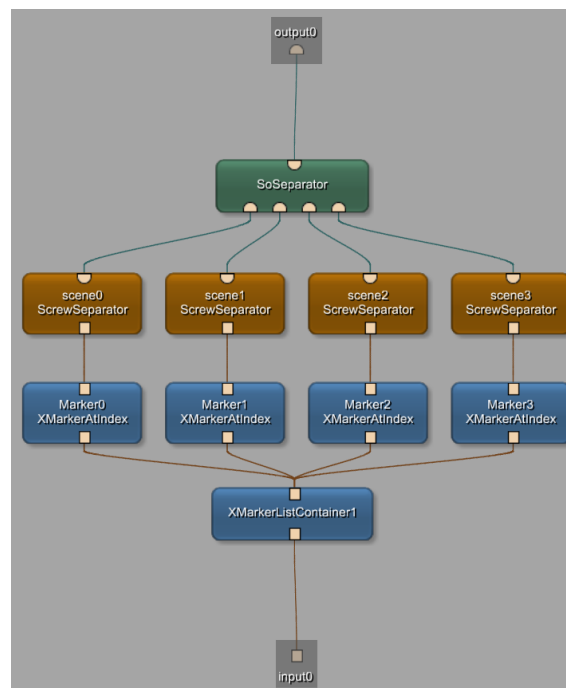 output0
SoSeparator
scene0
ScrewSeparator
scene1
ScrewSeparator
scene2
ScrewSeparator
scene3
ScrewSeparator
Marker0
XMarkerAtIndex
Marker1
XMarkerAtIndex
Marker2
XMarkerAtIndex
Marker3
XMarkerAtIndex
XMarkerListContainer1
input0